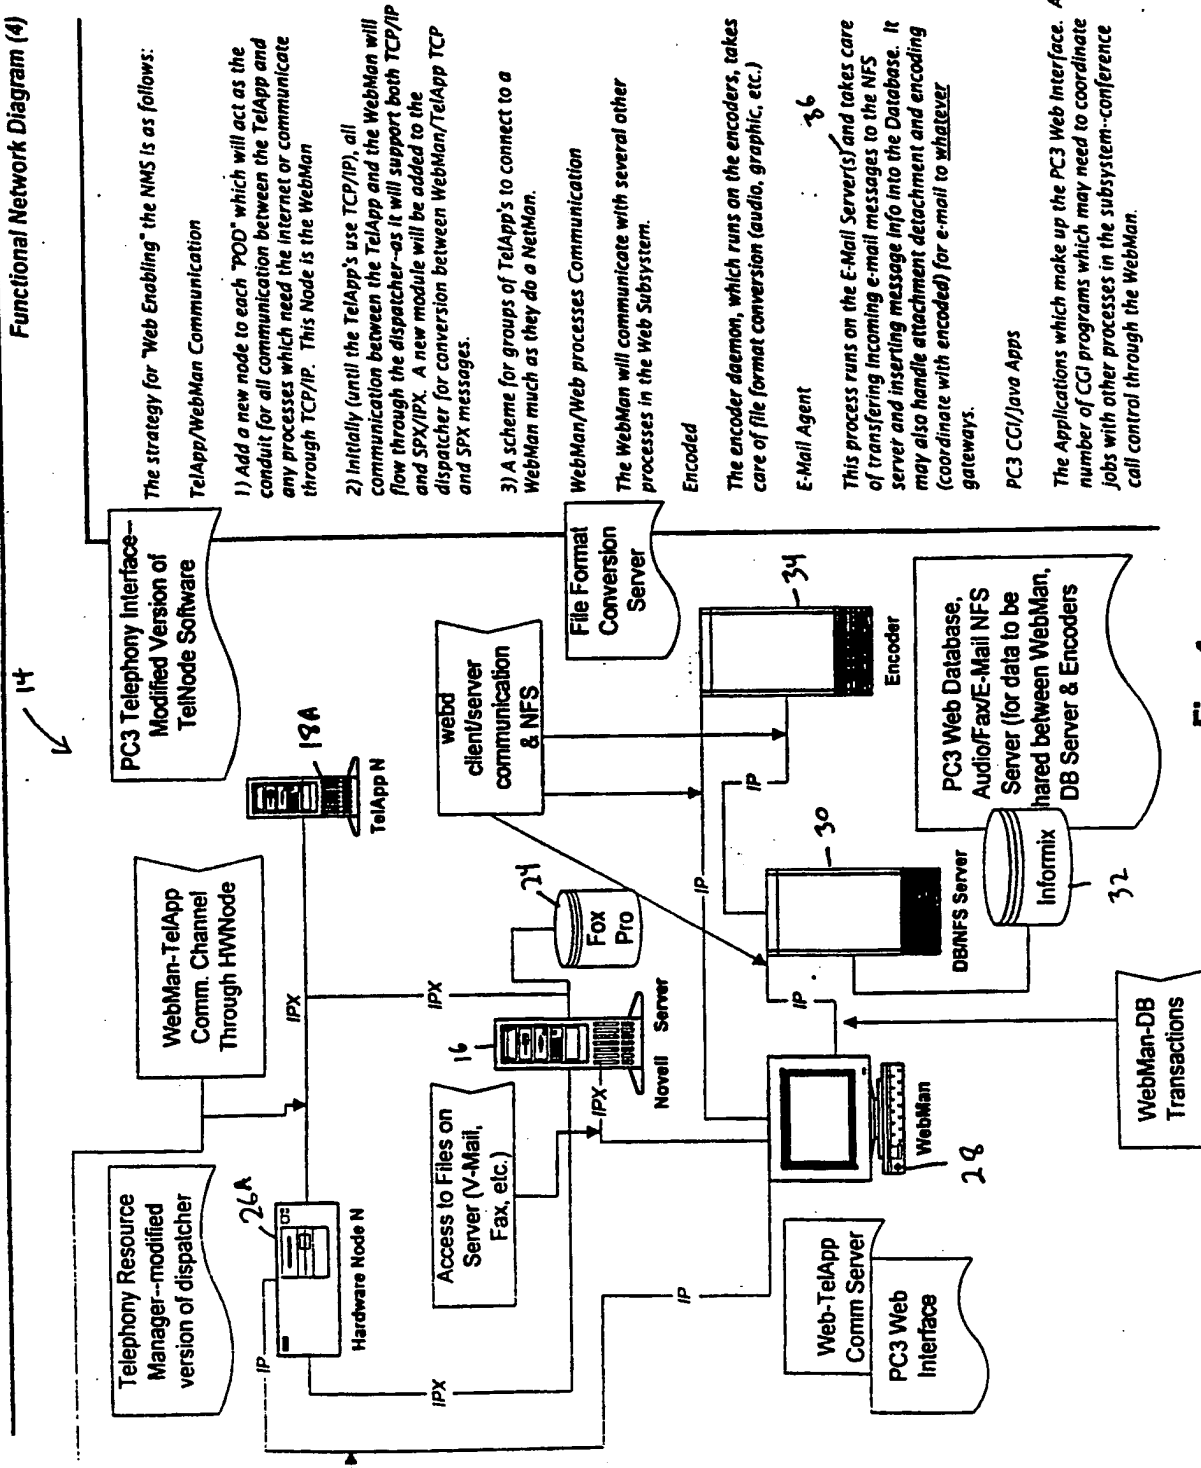 Functional Network Diagram (4)
14
The strategy for "Web Enabling" the NMS is as follows:
TelApp/WebMan Communication
1) Add a new node to each "POD" which will act as the
conduit for all communication between the TelApp and
any processes which need the internet or communicate
through TCP/IP. This Node is the WebMan
2) Initially (until the TelApp's use TCP/IP), all
communication between the TelApp and the WebMan will
flow through the dispatcher-as it will support both TCP/IP
and SPX/IPX. A new module will be added to the
dispatcher for conversion between WebMan/TelApp TCP
and SPX messages.
3) A scheme for groups of TelApp's to connect to a
WebMan much as they do a NetMan.
WebMan/Web processes Communication
The WebMan will communicate with several other
processes in the Web Subsystem.
Encoded
The encoder daemon, which runs on the encoders, takes
care of file format conversion (audio, graphic, etc.)
E-Mail Agent
36
This process runs on the E-Mail Server(s) and takes care
of transfering incoming e-mail messages to the NFS
server and inserting message info into the Database. It
may also handle attachment detachment and encoding
(coordinate with encoded) for e-mail to whatever
gateways.
PC3 CGI/Java Apps
The Applications which make up the PC3 Web Interface. A
number of CGI programs which may need to coordinate
jobs with other processes in the subsystem--conference
call control through the WebMan.
Telephony Resource
Manager--modified
version of dispatcher
WebMan-TelApp
Comm. Channel
Through HWNode
PC3 Telephony Interface--
Modified Version of
TelNode Software
26A
Hardware Node N
IP
IPX
IPX
18A
TelApp N
Access to Files on
Server (V-Mail,
Fax, etc.)
16
Novell Server
IPX
IPX
24
Fox
Pro
webd
client/server
communication
& NFS
File Format
Conversion
Server
IP
Web-TelApp
Comm Server
PC3 Web
Interface
WebMan
28
IP
IP
IP
30
DB/NFS Server
34
Encoder
Informix
32
PC3 Web Database,
Audio/Fax/E-Mail NFS
Server (for data to be
hared between WebMan,
DB Server & Encoders
WebMan-DB
Transactions